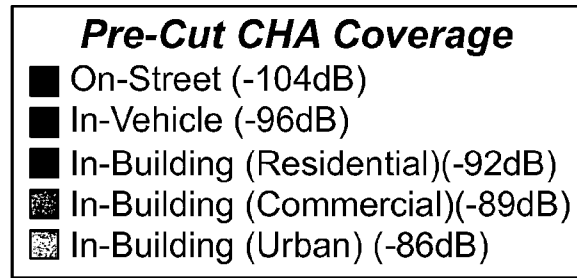 Pre-Cut CHA Coverage
On-Street (-104dB)
In-Vehicle (-96dB)
In-Building (Residential)(-92dB)
In-Building (Commercial)(-89dB)
In-Building (Urban) (-86dB)